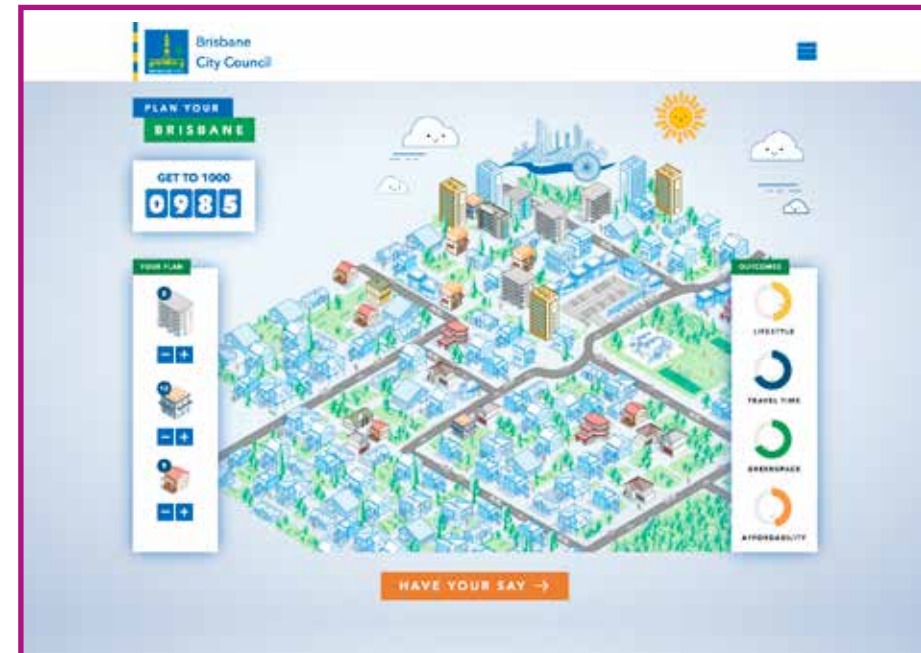 Brisbane
City Council
PLAN YOUR
BRISBANE
GET TO 1000
0985
YOUR PLAN
OUTCOMES
12
LIFESTYLE
TRAVEL TIME
GREENSPACE
AFFORDABILITY
HAVE YOUR SAY →